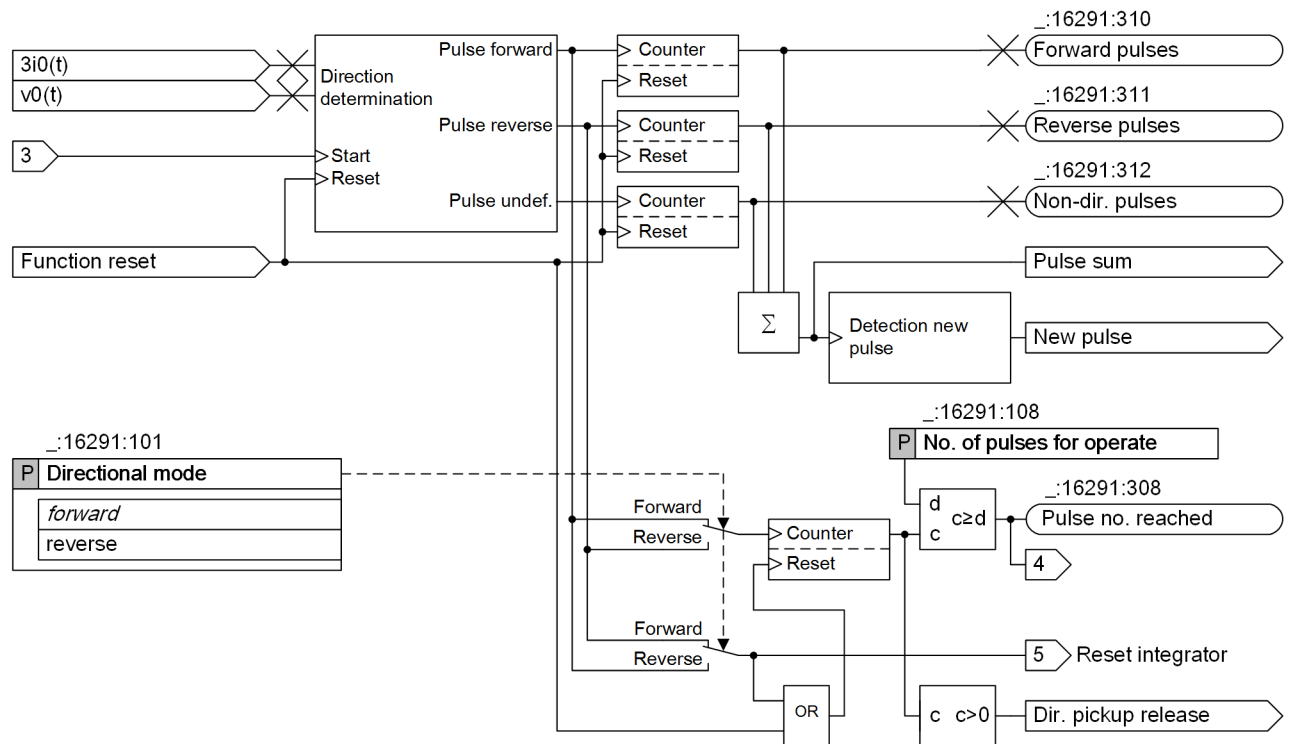 _:16291:310
3i0(t)
v0(t)
Direction
determination
Pulse forward
Counter
Reset
Forward pulses
_:16291:311
Pulse reverse
Counter
Reset
Reverse pulses
3
Start
Reset
_:16291:312
Pulse undef.
Counter
Reset
Non-dir. pulses
Function reset
Pulse sum
Σ
Detection new
pulse
New pulse
_:16291:101
P Directional mode
forward
reverse
_:16291:108
P No. of pulses for operate
Forward
Reverse
Counter
Reset
d
c
c≥d
_:16291:308
Pulse no. reached
4
Forward
Reverse
5 Reset integrator
OR
c c>0
Dir. pickup release